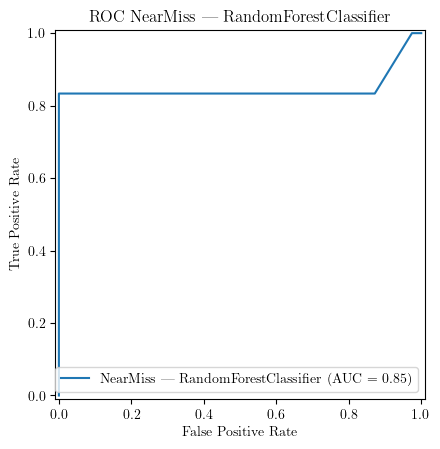 ROC NearMiss — RandomForestClassifier
1.0
0.8
0.6
0.4
0.2
0.0
True Positive Rate
NearMiss — RandomForestClassifier (AUC = 0.85)
0.0 0.2 0.4 0.6 0.8 1.0
False Positive Rate